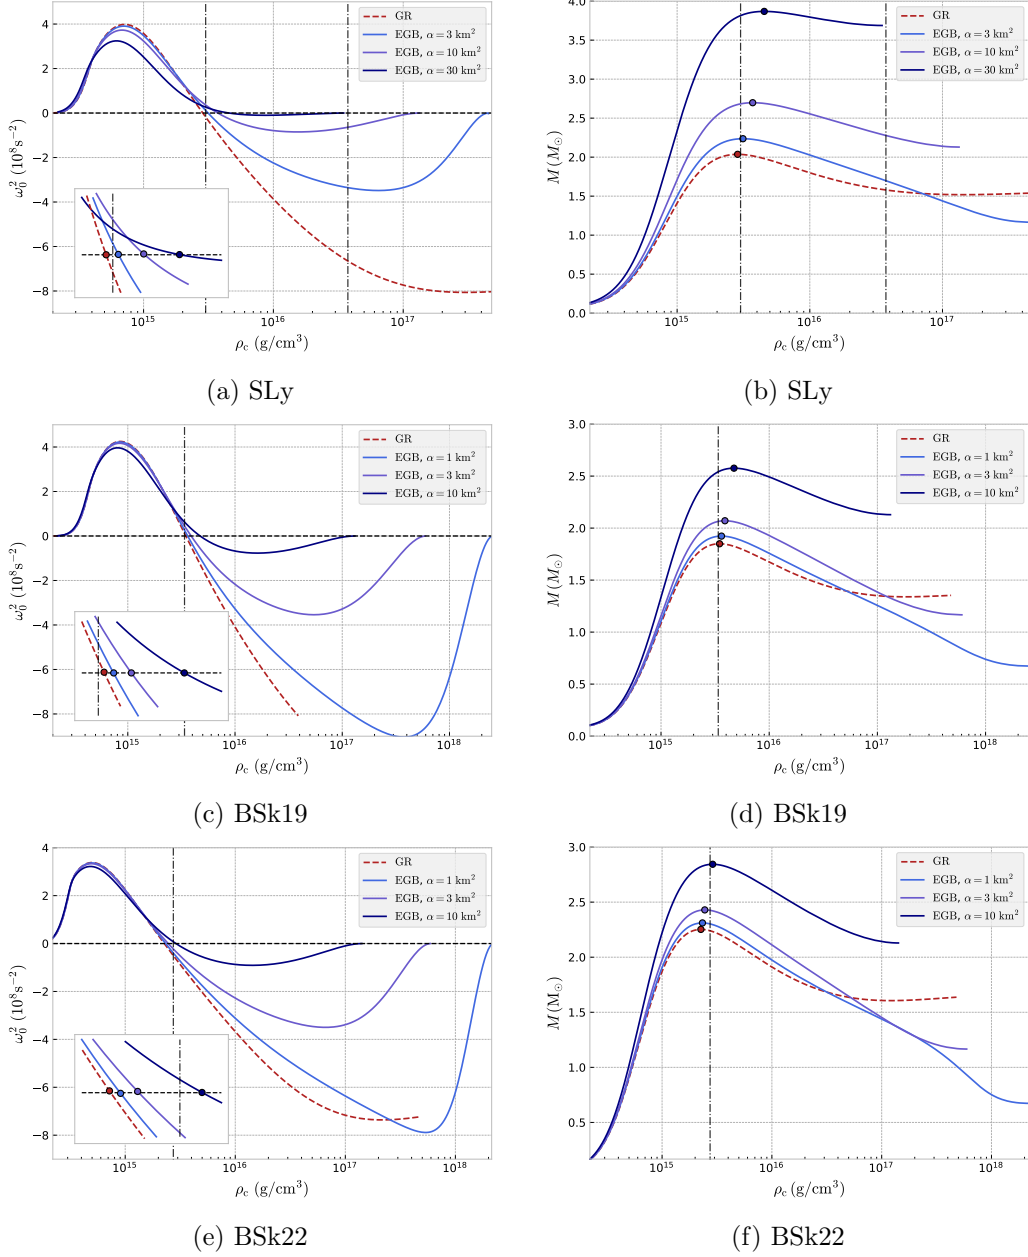 GR
EGB, α = 3 km²
EGB, α = 10 km²
EGB, α = 30 km²
ω₀² (10⁸s⁻²)
4
2
0
−2
−4
−6
−8
10¹⁵
10¹⁶
10¹⁷
ρc (g/cm³)
(a) SLy
GR
EGB, α = 3 km²
EGB, α = 10 km²
EGB, α = 30 km²
M (M⊙)
4.0
3.5
3.0
2.5
2.0
1.5
1.0
0.5
0.0
10¹⁵
10¹⁶
10¹⁷
ρc (g/cm³)
(b) SLy
GR
EGB, α = 1 km²
EGB, α = 3 km²
EGB, α = 10 km²
ω₀² (10⁸s⁻²)
4
2
0
−2
−4
−6
−8
10¹⁵
10¹⁶
10¹⁷
10¹⁸
ρc (g/cm³)
(c) BSk19
GR
EGB, α = 1 km²
EGB, α = 3 km²
EGB, α = 10 km²
M (M⊙)
3.0
2.5
2.0
1.5
1.0
0.5
0.0
10¹⁵
10¹⁶
10¹⁷
10¹⁸
ρc (g/cm³)
(d) BSk19
GR
EGB, α = 1 km²
EGB, α = 3 km²
EGB, α = 10 km²
ω₀² (10⁸s⁻²)
4
2
0
−2
−4
−6
−8
10¹⁵
10¹⁶
10¹⁷
10¹⁸
ρc (g/cm³)
(e) BSk22
GR
EGB, α = 1 km²
EGB, α = 3 km²
EGB, α = 10 km²
M (M⊙)
3.0
2.5
2.0
1.5
1.0
0.5
10¹⁵
10¹⁶
10¹⁷
10¹⁸
ρc (g/cm³)
(f) BSk22